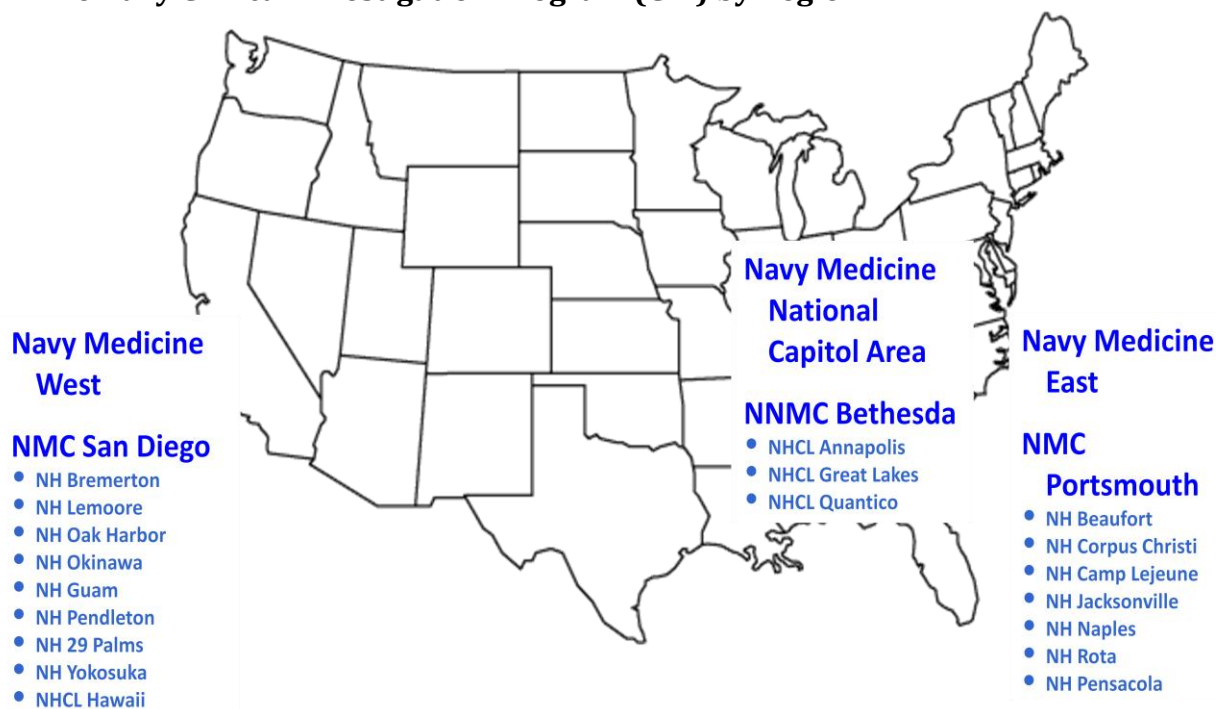 Navy Medicine
West
NMC San Diego
• NH Bremerton
• NH Lemoore
• NH Oak Harbor
• NH Okinawa
• NH Guam
• NH Pendleton
• NH 29 Palms
• NH Yokosuka
• NHCL Hawaii
Navy Medicine
National
Capitol Area
NNMC Bethesda
• NHCL Annapolis
• NHCL Great Lakes
• NHCL Quantico
Navy Medicine
East
NMC
Portsmouth
• NH Beaufort
• NH Corpus Christi
• NH Camp Lejeune
• NH Jacksonville
• NH Naples
• NH Rota
• NH Pensacola